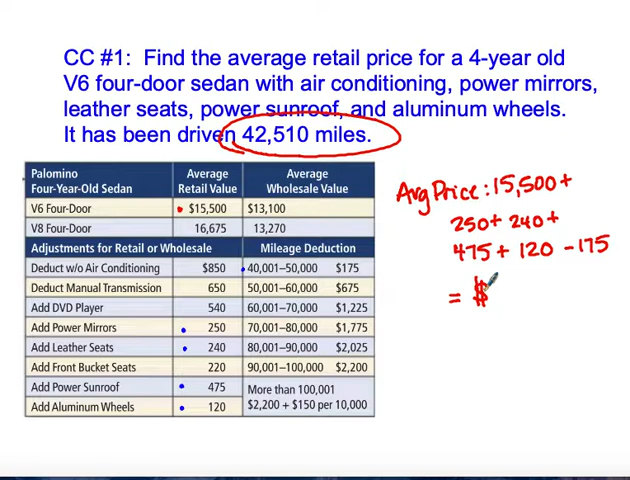 CC #1: Find the average retail price for a 4-year old
V6 four-door sedan with air conditioning, power mirrors,
leather seats, power sunroof, and aluminum wheels.
It has been driven 42,510 miles.
Palomino Four-Year-Old Sedan Average Retail Value Average Wholesale Value
V6 Four-Door $15,500 $13,100
V8 Four-Door 16,675 13,270
Adjustments for Retail or Wholesale Mileage Deduction
Deduct w/o Air Conditioning $850 40,001–50,000 $175
Deduct Manual Transmission 650 50,001–60,000 $675
Add DVD Player 540 60,001–70,000 $1,225
Add Power Mirrors 250 70,001–80,000 $1,775
Add Leather Seats 240 80,001–90,000 $2,025
Add Front Bucket Seats 220 90,001–100,000 $2,200
Add Power Sunroof 475 More than 100,001
Add Aluminum Wheels 120 $2,200 + $150 per 10,000
Avg Price: 15,500+
250+ 240+
475 + 120 -175
= $